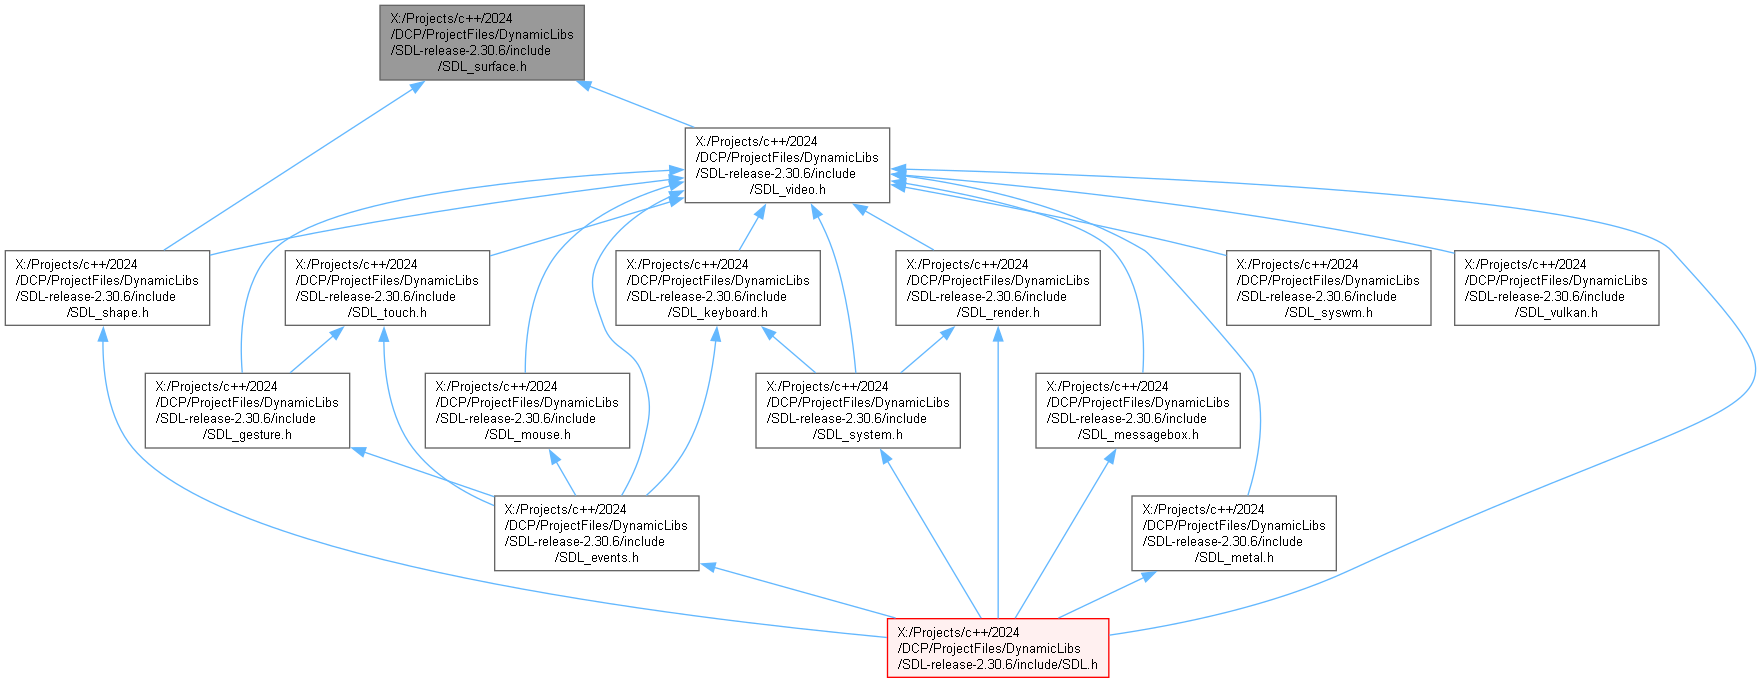 X:/Projects/c++/2024
/DCP/ProjectFiles/DynamicLibs
/SDL-release-2.30.6/include
/SDL_surface.h
X:/Projects/c++/2024
/DCP/ProjectFiles/DynamicLibs
/SDL-release-2.30.6/include
/SDL_video.h
X:/Projects/c++/2024
/DCP/ProjectFiles/DynamicLibs
/SDL-release-2.30.6/include
/SDL_shape.h
X:/Projects/c++/2024
/DCP/ProjectFiles/DynamicLibs
/SDL-release-2.30.6/include
/SDL_touch.h
X:/Projects/c++/2024
/DCP/ProjectFiles/DynamicLibs
/SDL-release-2.30.6/include
/SDL_keyboard.h
X:/Projects/c++/2024
/DCP/ProjectFiles/DynamicLibs
/SDL-release-2.30.6/include
/SDL_render.h
X:/Projects/c++/2024
/DCP/ProjectFiles/DynamicLibs
/SDL-release-2.30.6/include
/SDL_syswm.h
X:/Projects/c++/2024
/DCP/ProjectFiles/DynamicLibs
/SDL-release-2.30.6/include
/SDL_vulkan.h
X:/Projects/c++/2024
/DCP/ProjectFiles/DynamicLibs
/SDL-release-2.30.6/include
/SDL_gesture.h
X:/Projects/c++/2024
/DCP/ProjectFiles/DynamicLibs
/SDL-release-2.30.6/include
/SDL_mouse.h
X:/Projects/c++/2024
/DCP/ProjectFiles/DynamicLibs
/SDL-release-2.30.6/include
/SDL_system.h
X:/Projects/c++/2024
/DCP/ProjectFiles/DynamicLibs
/SDL-release-2.30.6/include
/SDL_messagebox.h
X:/Projects/c++/2024
/DCP/ProjectFiles/DynamicLibs
/SDL-release-2.30.6/include
/SDL_events.h
X:/Projects/c++/2024
/DCP/ProjectFiles/DynamicLibs
/SDL-release-2.30.6/include
/SDL_metal.h
X:/Projects/c++/2024
/DCP/ProjectFiles/DynamicLibs
/SDL-release-2.30.6/include/SDL.h